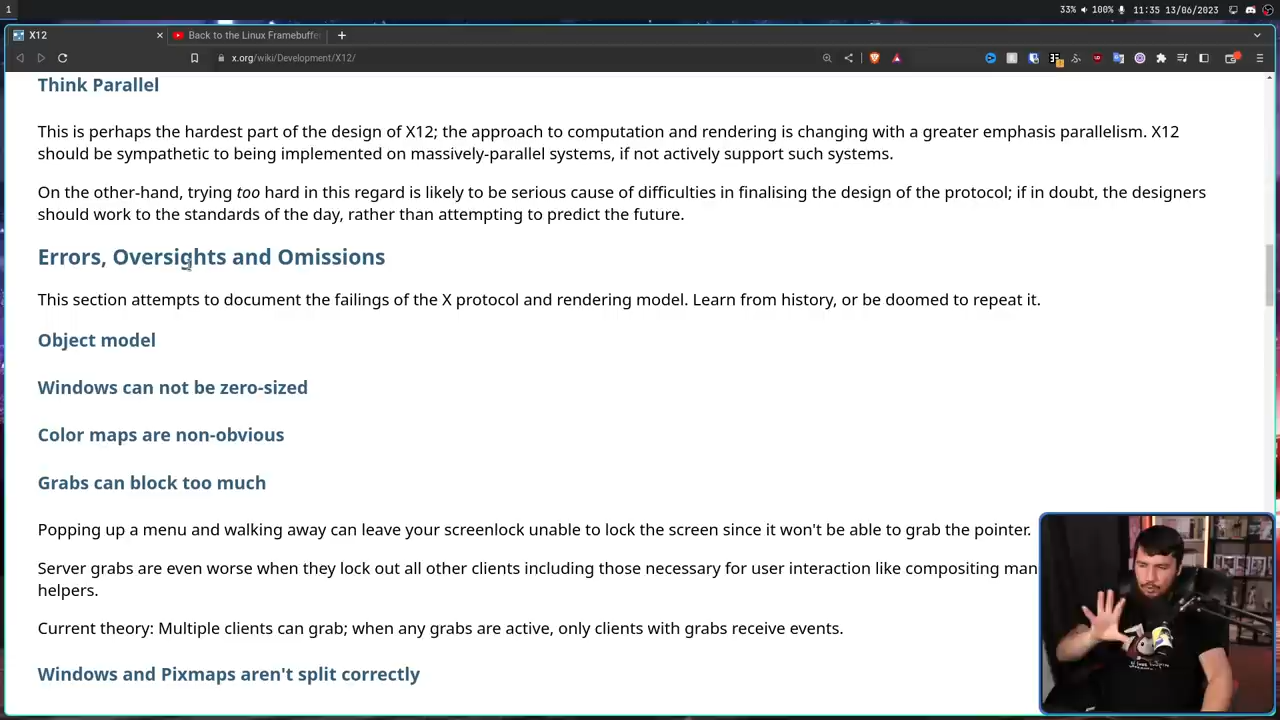 1
33% 100% 11:35 13/06/2023
X12
Back to the Linux Framebuffe
x.org/wiki/Development/X12/
Think Parallel
This is perhaps the hardest part of the design of X12; the approach to computation and rendering is changing with a greater emphasis parallelism. X12
should be sympathetic to being implemented on massively-parallel systems, if not actively support such systems.
On the other-hand, trying too hard in this regard is likely to be serious cause of difficulties in finalising the design of the protocol; if in doubt, the designers
should work to the standards of the day, rather than attempting to predict the future.
Errors, Oversights and Omissions
This section attempts to document the failings of the X protocol and rendering model. Learn from history, or be doomed to repeat it.
Object model
Windows can not be zero-sized
Color maps are non-obvious
Grabs can block too much
Popping up a menu and walking away can leave your screenlock unable to lock the screen since it won't be able to grab the pointer.
Server grabs are even worse when they lock out all other clients including those necessary for user interaction like compositing man
helpers.
Current theory: Multiple clients can grab; when any grabs are active, only clients with grabs receive events.
Windows and Pixmaps aren't split correctly